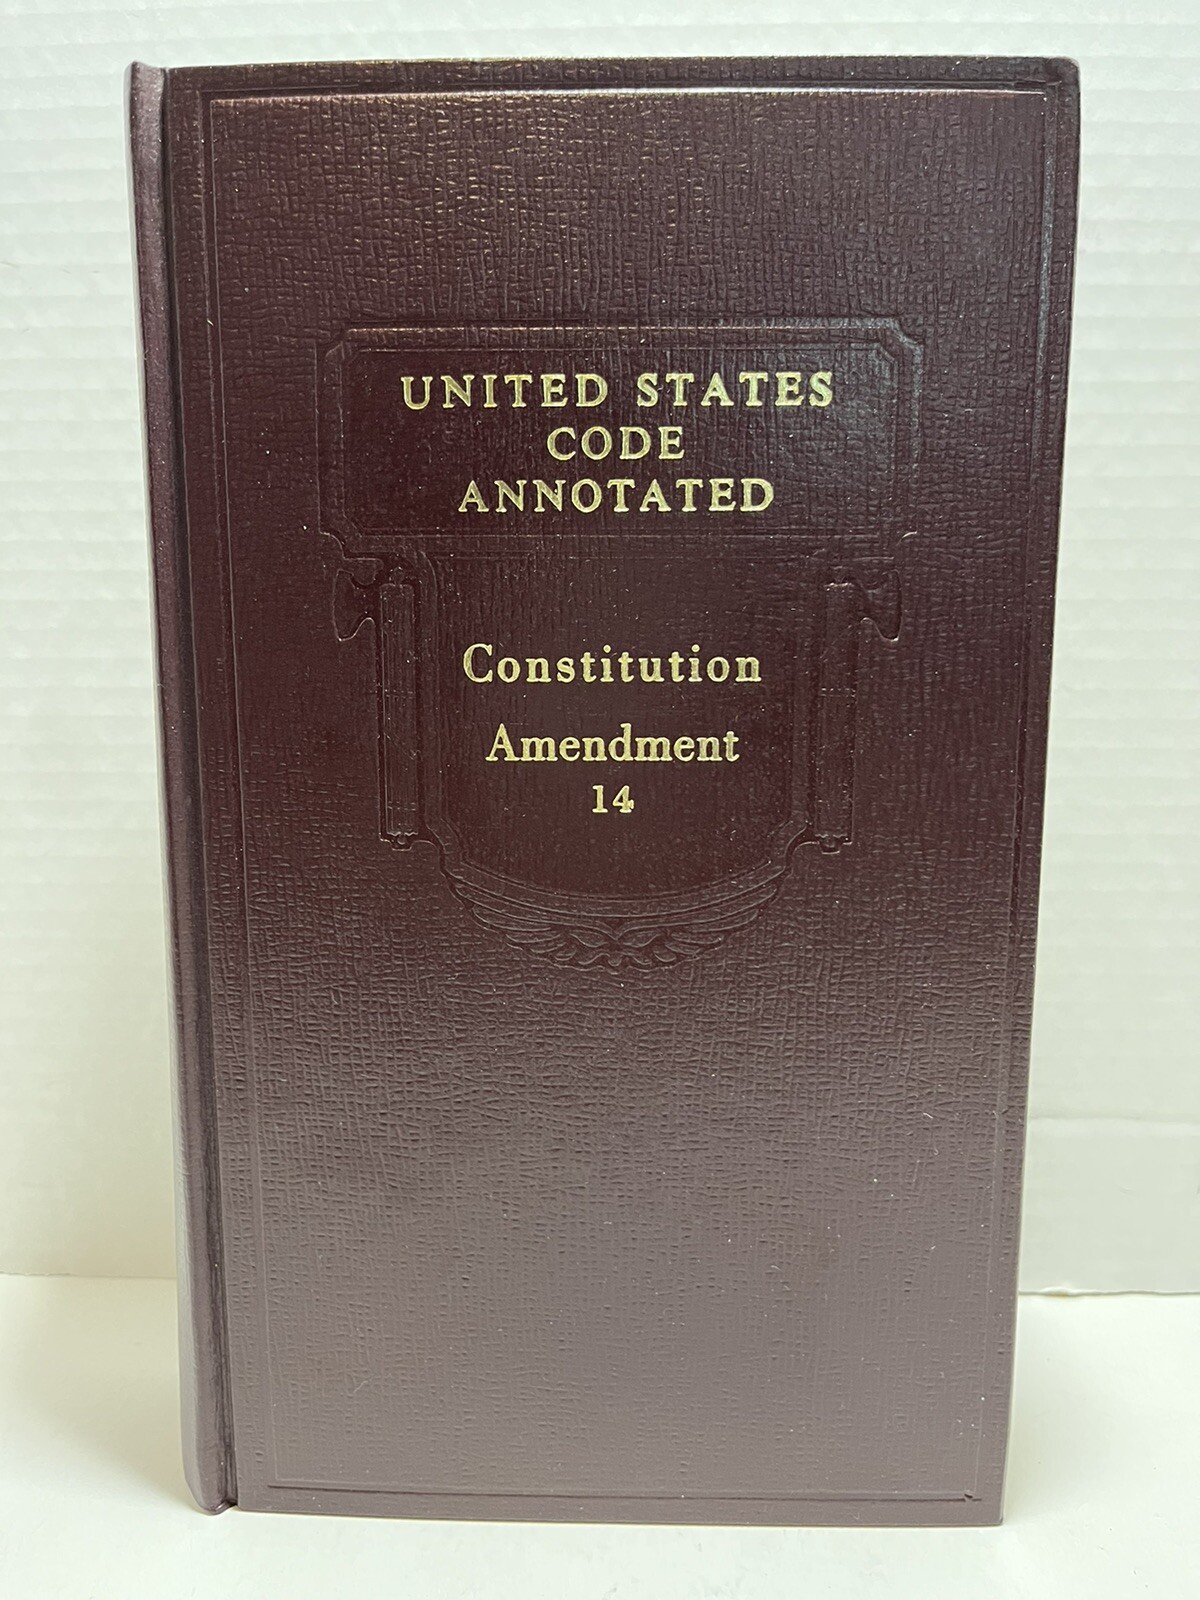 UNITED STATES
CODE
ANNOTATED
Constitution
Amendment
14